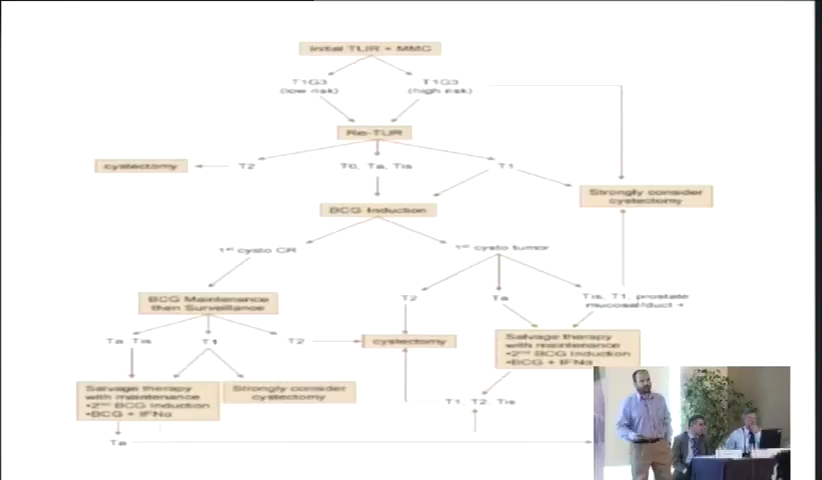 Initial TUR + MMC
T1G3
(low risk)
T1G3
(high risk)
Re-TUR
cystectomy
T2
T0, Ta, Tis
T1
Strongly consider
cystectomy
BCG Induction
1st cysto CR
1st cysto tumor
BCG Maintenance
then Surveillance
T2
Ta
Tis, T1, prostate
mucosal/duct +
Ta Tis
T1
T2
cystectomy
Salvage therapy
with maintenance
•2nd BCG Induction
•BCG + IFNα
Salvage therapy
with maintenance
•2nd BCG Induction
•BCG + IFNα
Strongly consider
cystectomy
T1, T2, Tis
Ta